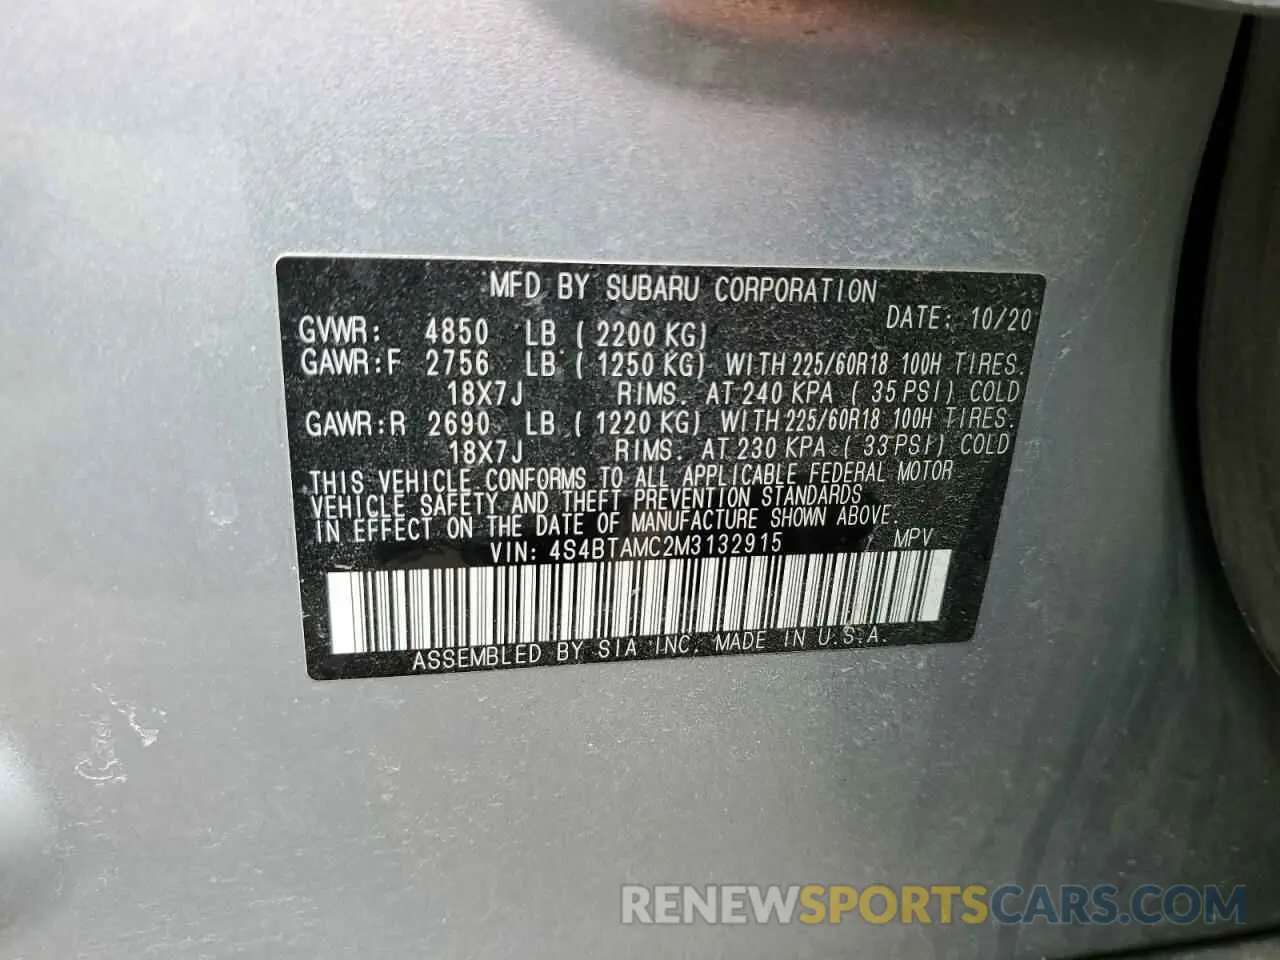 MFD BY SUBARU CORPORATION
DATE: 10/20
GVWR: 4850 LB (2200 KG)
GAWR:F 2756 LB (1250 KG) WITH 225/60R18 100H TIRES.
18X7J RIMS. AT 240 KPA (35 PSI) COLD
GAWR:R 2690 LB (1220 KG) WITH 225/60R18 100H TIRES.
18X7J RIMS. AT 230 KPA (33 PSI) COLD
THIS VEHICLE CONFORMS TO ALL APPLICABLE FEDERAL MOTOR
VEHICLE SAFETY AND THEFT PREVENTION STANDARDS
IN EFFECT ON THE DATE OF MANUFACTURE SHOWN ABOVE.
VIN: 4S4BTAMC2M3132915 MPV
ASSEMBLED BY SIA INC. MADE IN U.S.A.
RENEWSPORTSCARS.COM